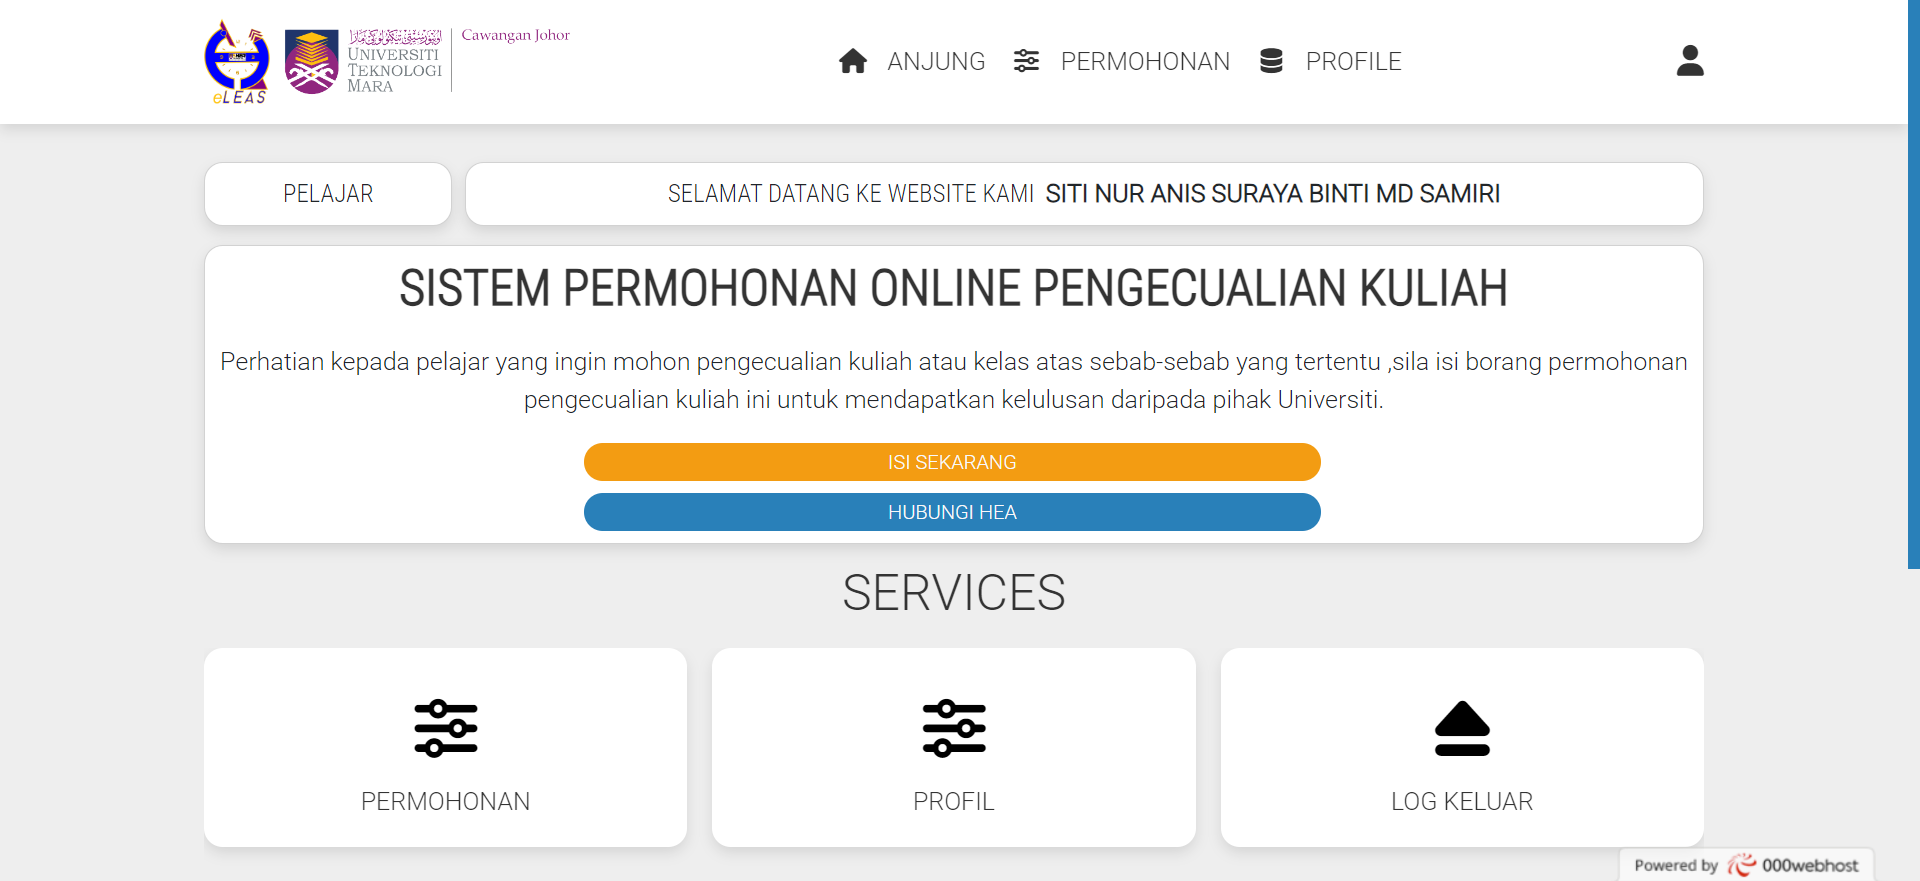 eLEAS
UNIVERSITI
TEKNOLOGI
MARA
Cawangan Johor
ANJUNG
PERMOHONAN
PROFILE
PELAJAR
SELAMAT DATANG KE WEBSITE KAMI SITI NUR ANIS SURAYA BINTI MD SAMIRI
SISTEM PERMOHONAN ONLINE PENGECUALIAN KULIAH
Perhatian kepada pelajar yang ingin mohon pengecualian kuliah atau kelas atas sebab-sebab yang tertentu ,sila isi borang permohonan
pengecualian kuliah ini untuk mendapatkan kelulusan daripada pihak Universiti.
ISI SEKARANG
HUBUNGI HEA
SERVICES
PERMOHONAN
PROFIL
LOG KELUAR
Powered by 000webhost